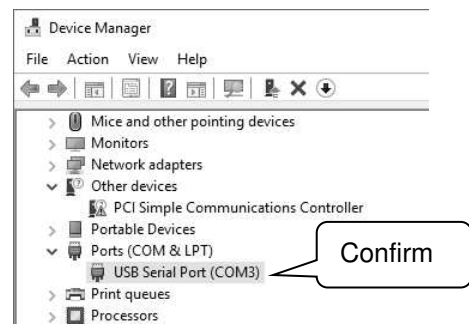 Device Manager
File Action View Help
Mice and other pointing devices
Monitors
Network adapters
Other devices
PCI Simple Communications Controller
Portable Devices
Ports (COM & LPT)
USB Serial Port (COM3)
Confirm
Print queues
Processors